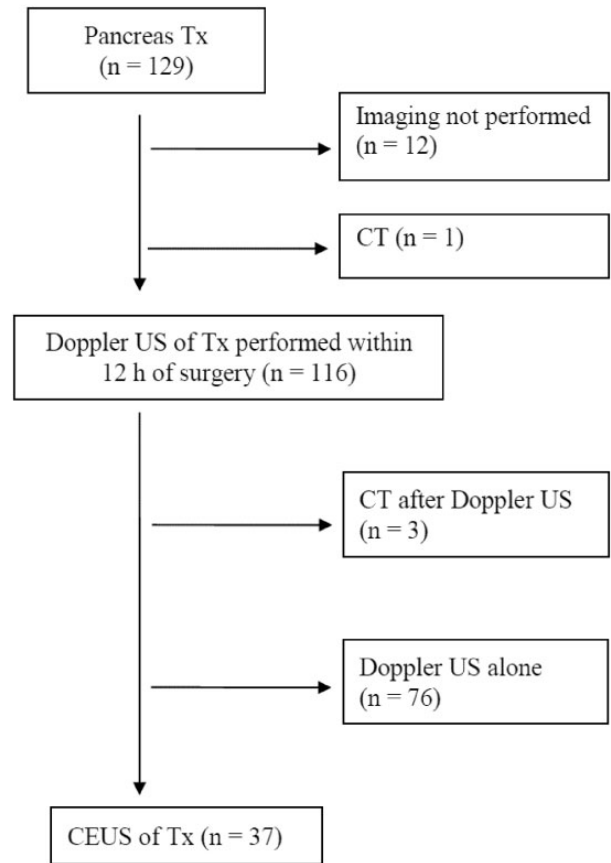 Pancreas Tx
(n = 129)
Imaging not performed
(n = 12)
CT (n = 1)
Doppler US of Tx performed within
12 h of surgery (n = 116)
CT after Doppler US
(n = 3)
Doppler US alone
(n = 76)
CEUS of Tx (n = 37)